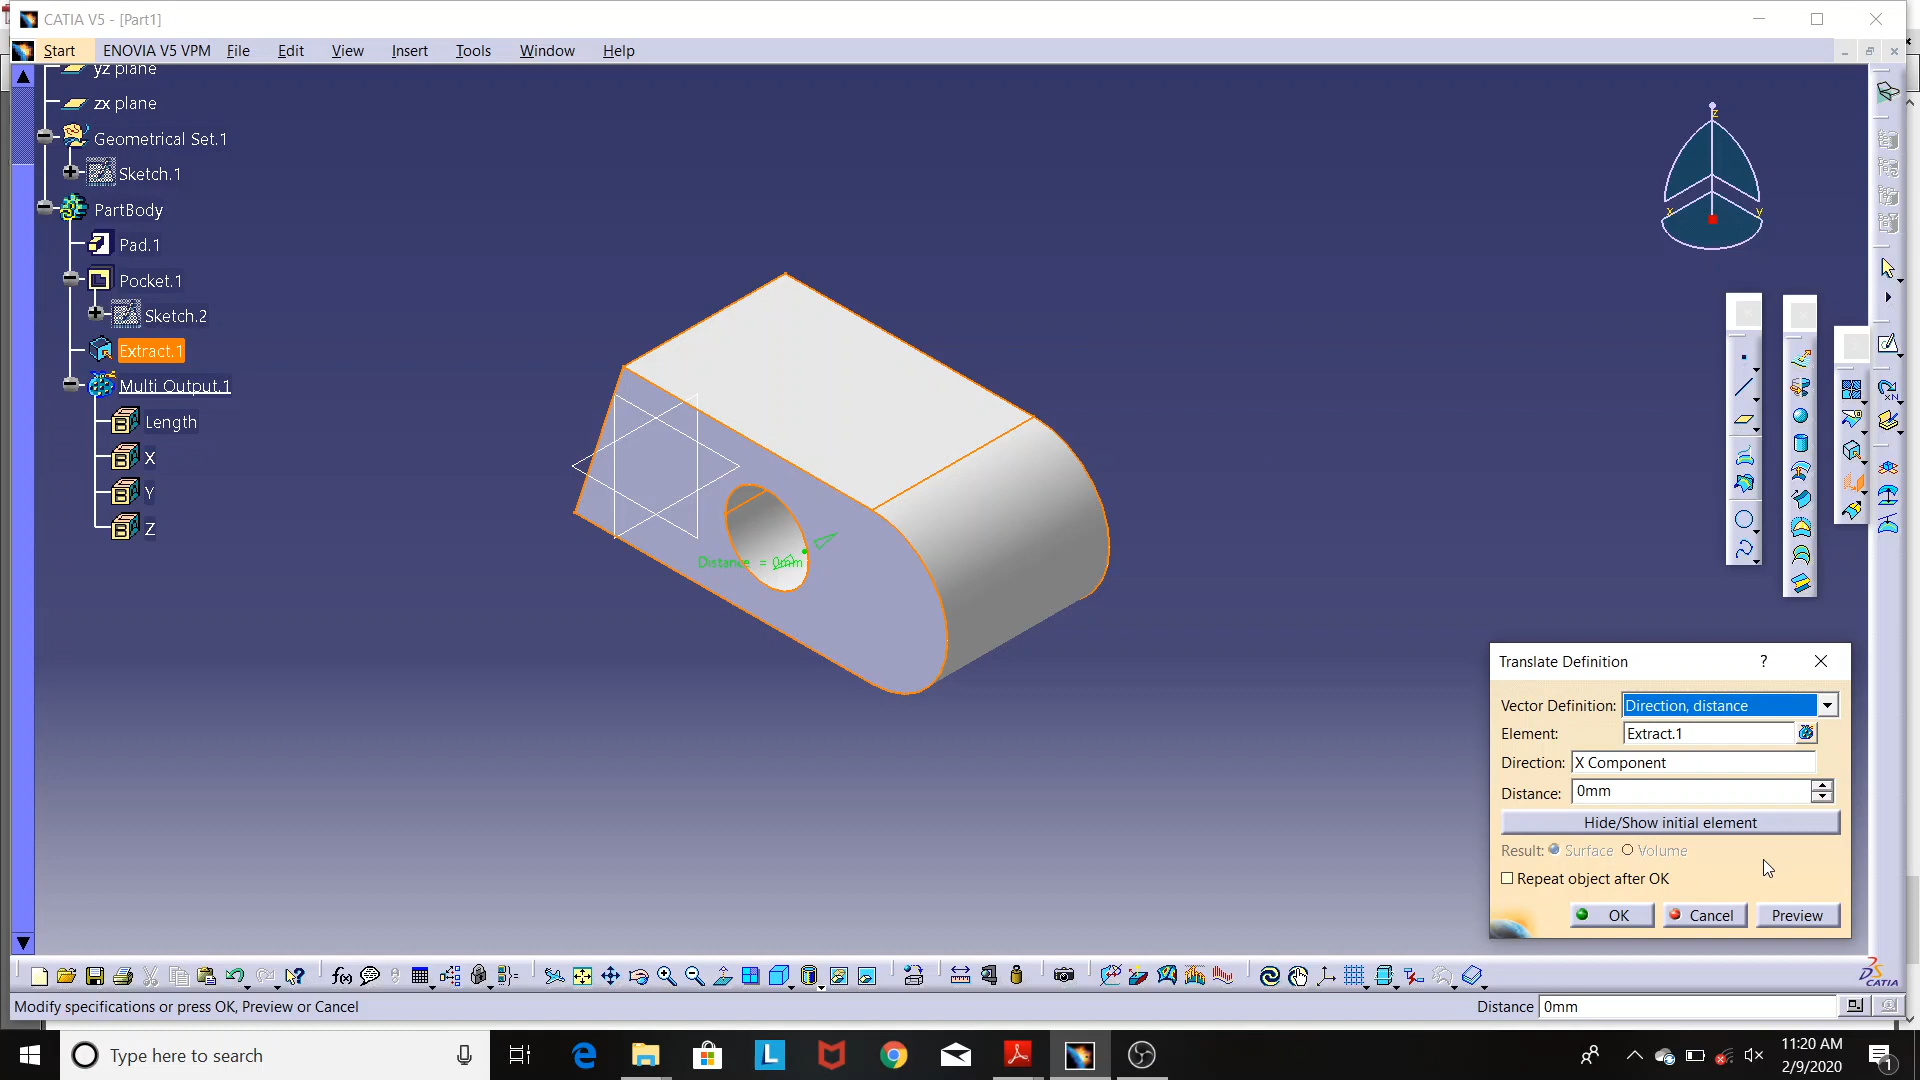 CATIA V5 - [Part1]
Start ENOVIA V5 VPM File Edit View Insert Tools Window Help
yz plane
zx plane
Geometrical Set.1
Sketch.1
PartBody
Pad.1
Pocket.1
Sketch.2
Extract.1
Multi Output.1
Length
X
Y
Z
z
x y
Distance = 0mm
Translate Definition ?
Vector Definition: Direction, distance
Element: Extract.1
Direction: X Component
Distance: 0mm
Hide/Show initial element
Result: Surface Volume
Repeat object after OK
OK Cancel Preview
CATIA
Modify specifications or press OK, Preview or Cancel
Distance 0mm
Type here to search
11:20 AM
2/9/2020
1